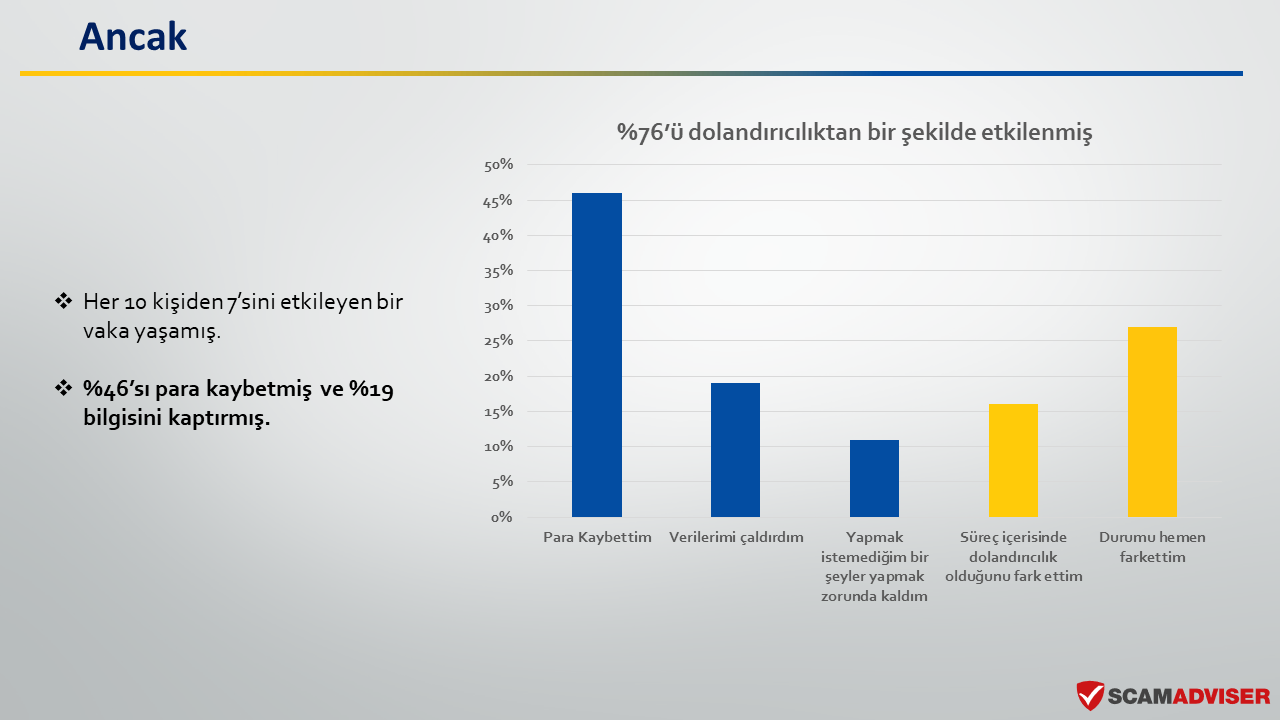 Ancak
❖ Her 10 kişiden 7’sini etkileyen bir
vaka yaşamış.
❖ %46’sı para kaybetmiş ve %19
bilgisini kaptırmış.
%76’ü dolandırıcılıktan bir şekilde etkilenmiş
50%
45%
40%
35%
30%
25%
20%
15%
10%
5%
0%
Para Kaybettim
Verilerimi çaldırdım
Yapmak
istemediğim bir
şeyler yapmak
zorunda kaldım
Süreç içerisinde
dolandırıcılık
olduğunu fark ettim
Durumu hemen
farkettim
SCAMADVISER